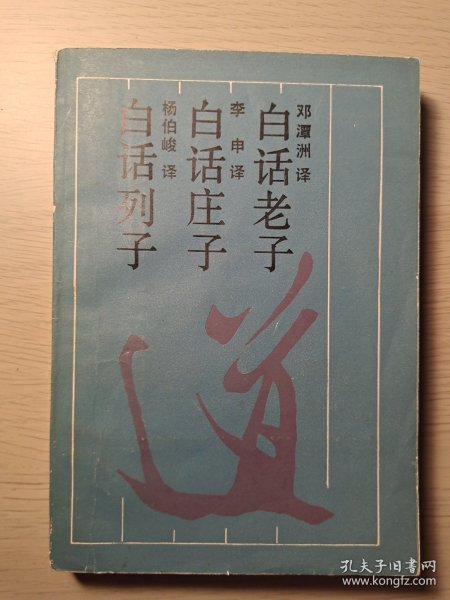 邓潭洲译
白话老子
李申译
白话庄子
杨伯峻译
白话列子
道
孔夫子旧书网
www.kongfz.com